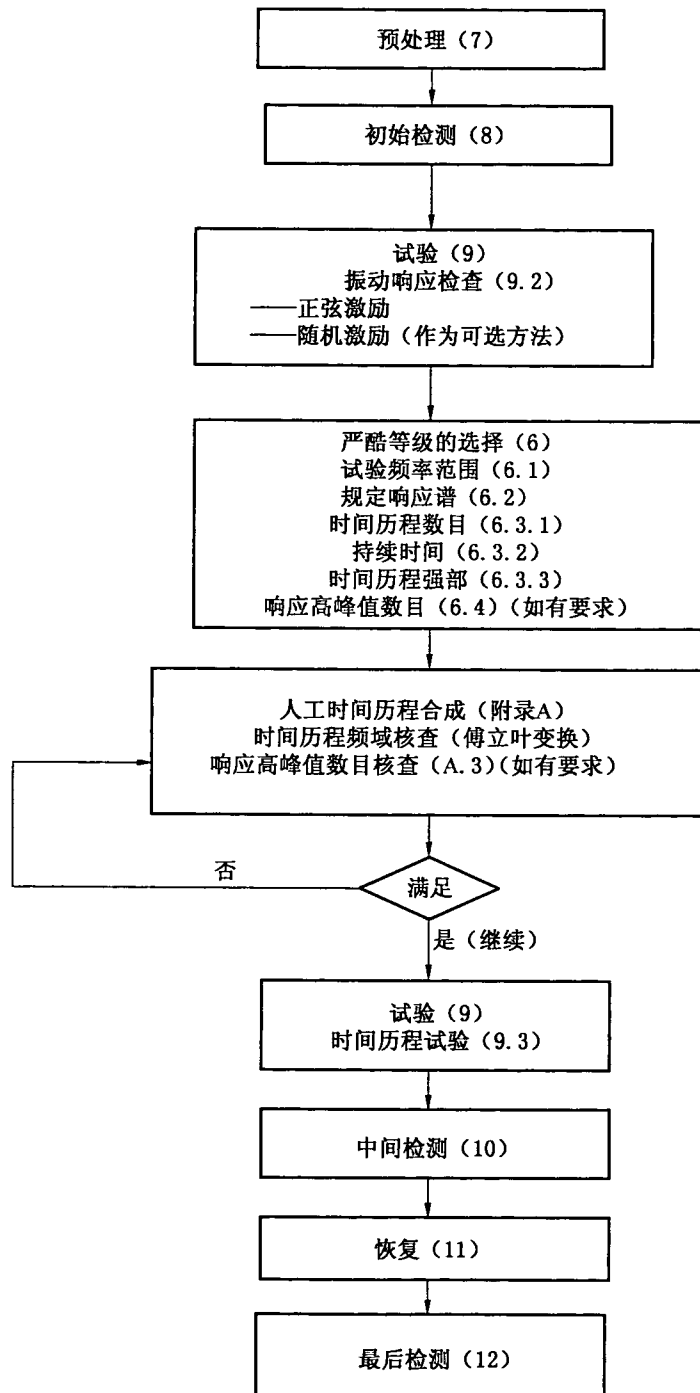 预处理（7）
初始检测（8）
试验（9）
振动响应检查（9.2）
——正弦激励
——随机激励（作为可选方法）
严酷等级的选择（6）
试验频率范围（6.1）
规定响应谱（6.2）
时间历程数目（6.3.1）
持续时间（6.3.2）
时间历程强部（6.3.3）
响应高峰值数目（6.4）（如有要求）
人工时间历程合成（附录A）
时间历程频域核查（傅立叶变换）
响应高峰值数目核查（A.3）（如有要求）
否
满足
是（继续）
试验（9）
时间历程试验（9.3）
中间检测（10）
恢复（11）
最后检测（12）